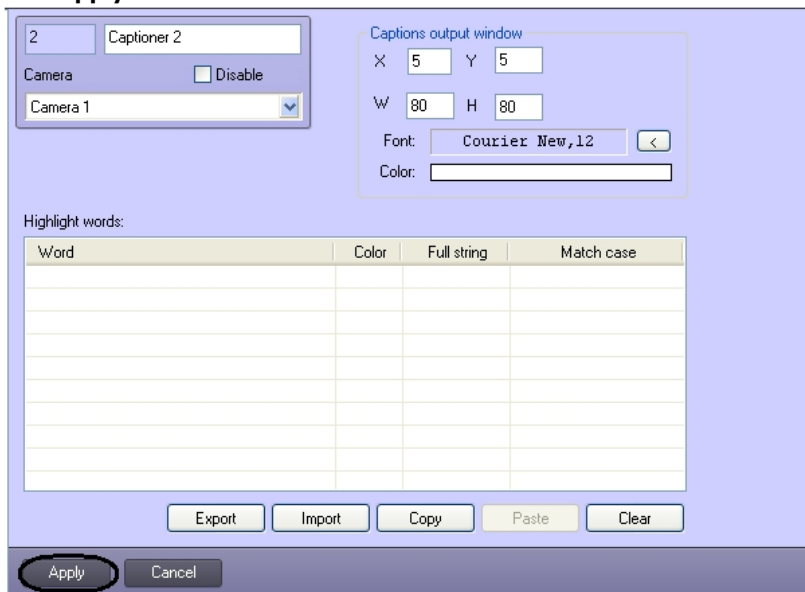 2 Captioner 2
Camera Disable
Camera 1
Captions output window
X 5 Y 5
W 80 H 80
Font: Courier New,12 <
Color:
Highlight words:
Word Color Full string Match case
Export Import Copy Paste Clear
Apply Cancel